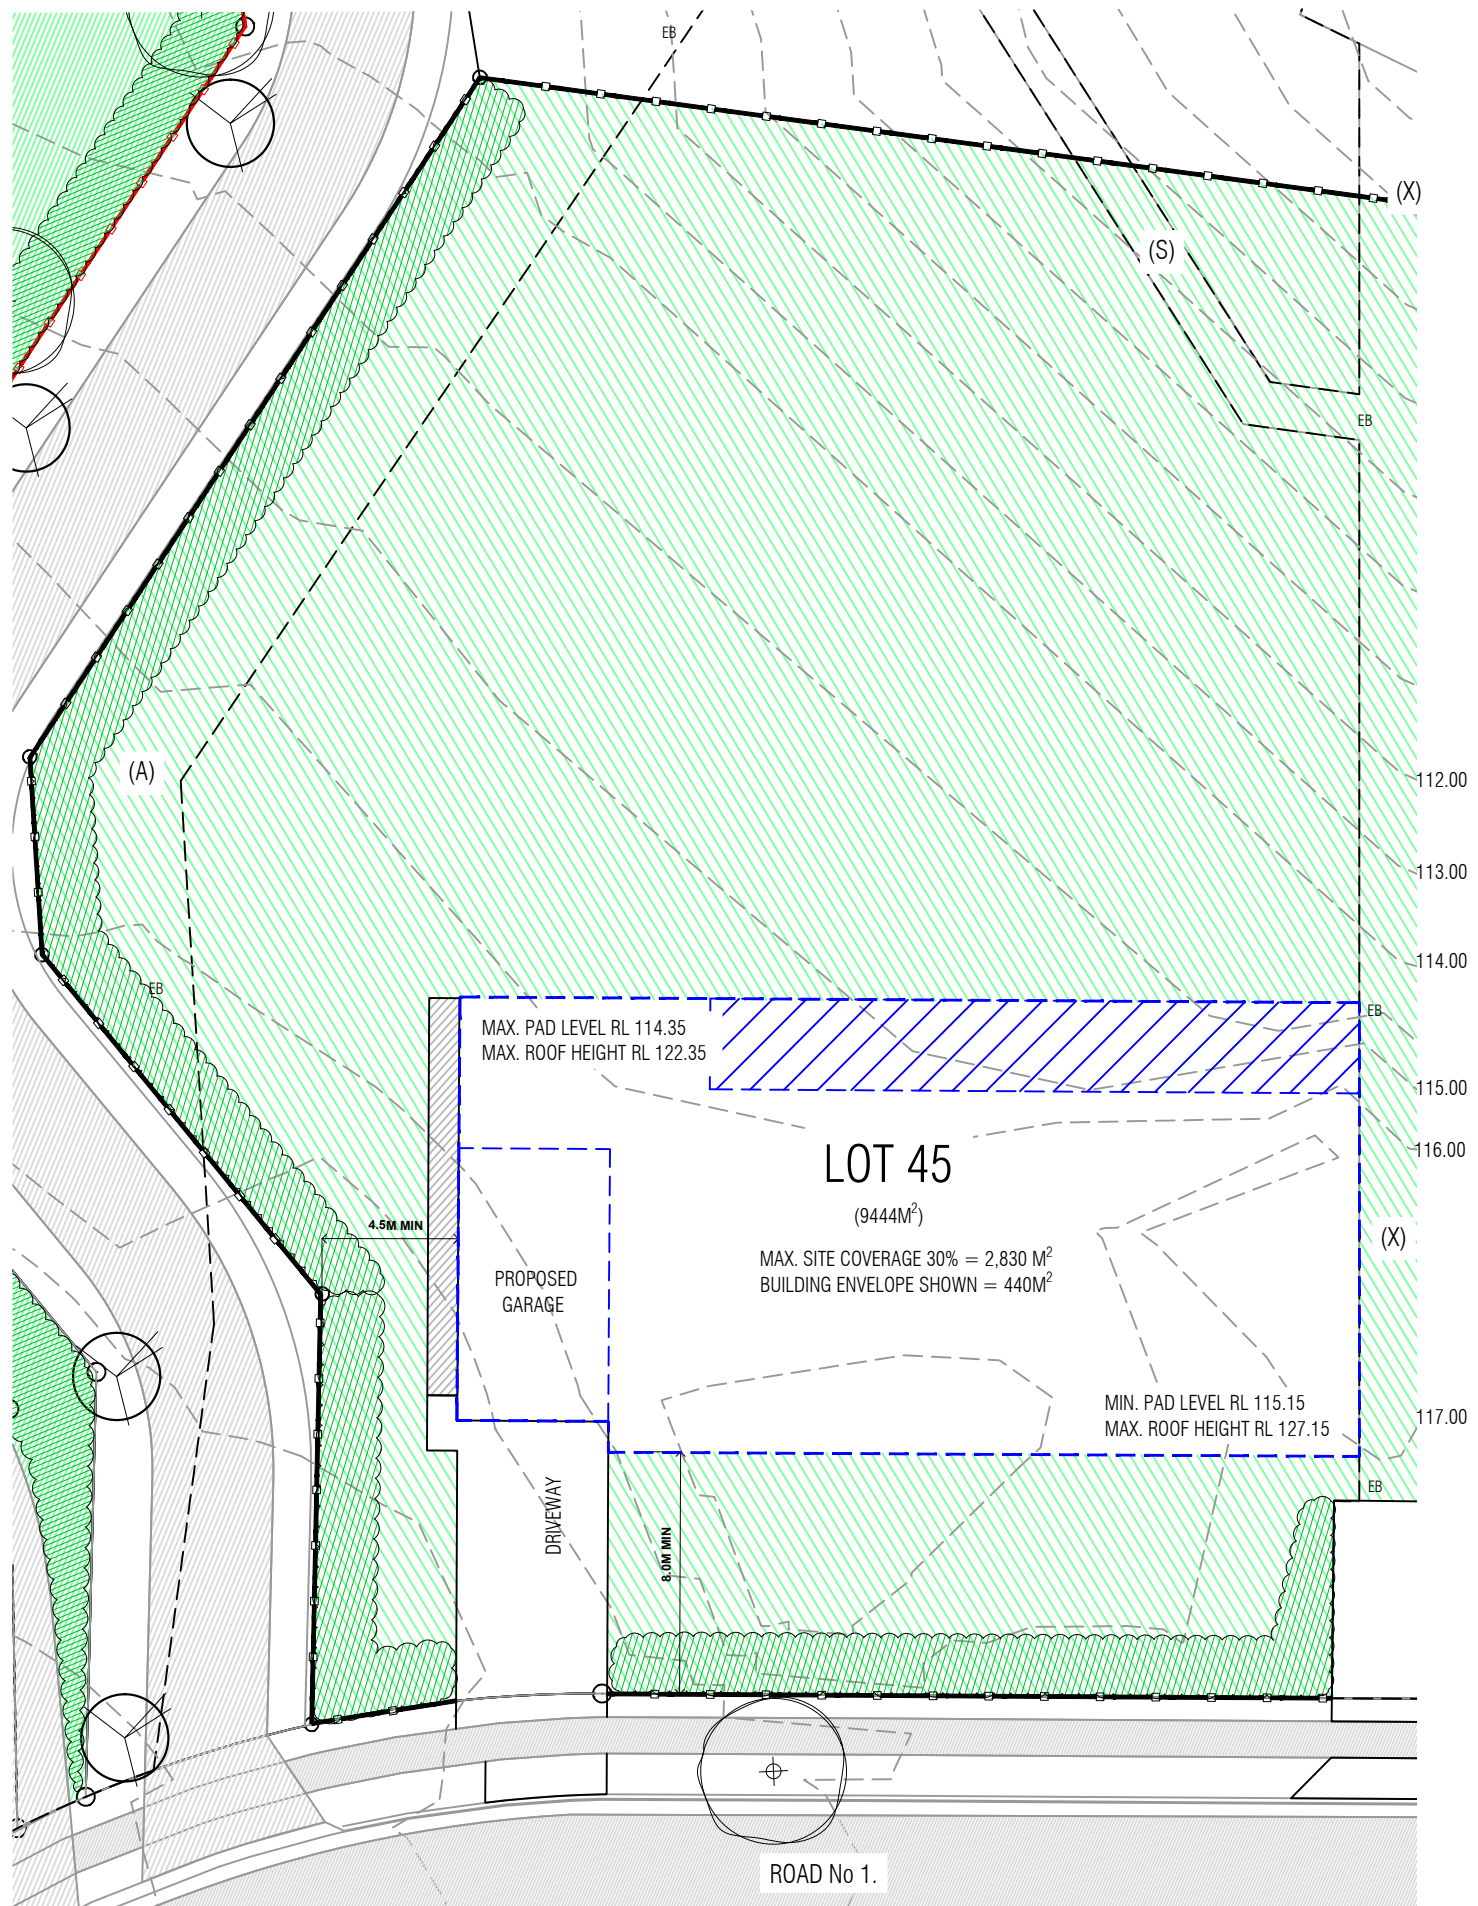 EB
(X)
(S)
EB
(A)
112.00
113.00
114.00
EB
EB
MAX. PAD LEVEL RL 114.35
MAX. ROOF HEIGHT RL 122.35
115.00
116.00
LOT 45
(9444M²)
4.5M MIN
(X)
MAX. SITE COVERAGE 30% = 2,830 M²
BUILDING ENVELOPE SHOWN = 440M²
PROPOSED
GARAGE
MIN. PAD LEVEL RL 115.15
MAX. ROOF HEIGHT RL 127.15
117.00
EB
DRIVEWAY
8.0M MIN
ROAD No 1.